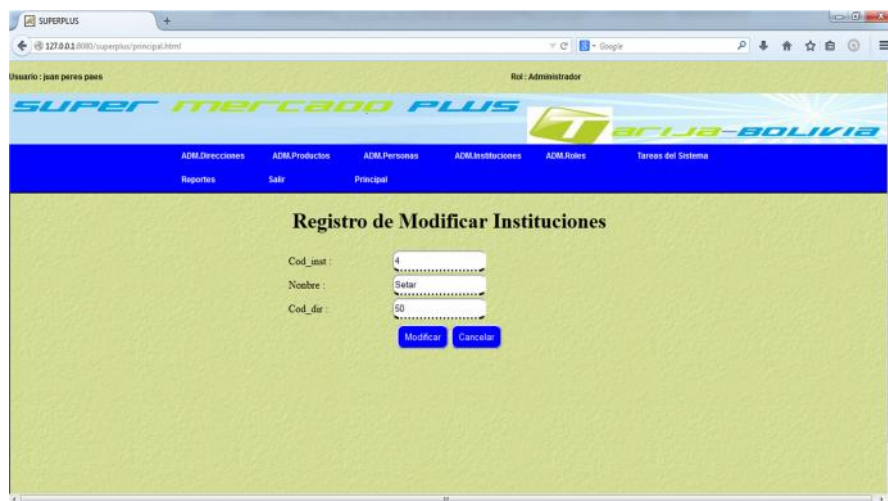 SUPERPLUS
127.0.0.1:8080/superplus/principal.html
Google
Usuario : juan peres paes
Rol : Administrador
super mercado plus
Tarija-BOLIVIA
ADM.Direcciones ADM.Productos ADM.Personas ADM.Instituciones ADM.Roles Tareas del Sistema
Reportes Salir Principal
Registro de Modificar Instituciones
Cod_inst : 4
Nonbre : Setar
Cod_dir : 50
Modificar Cancelar